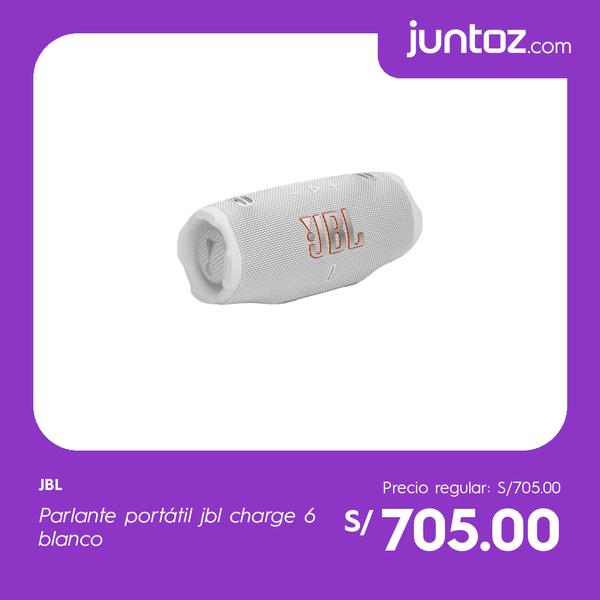 juntoz.com
JBL
JBL
Parlante portátil jbl charge 6
blanco
Precio regular: S/705.00
S/ 705.00